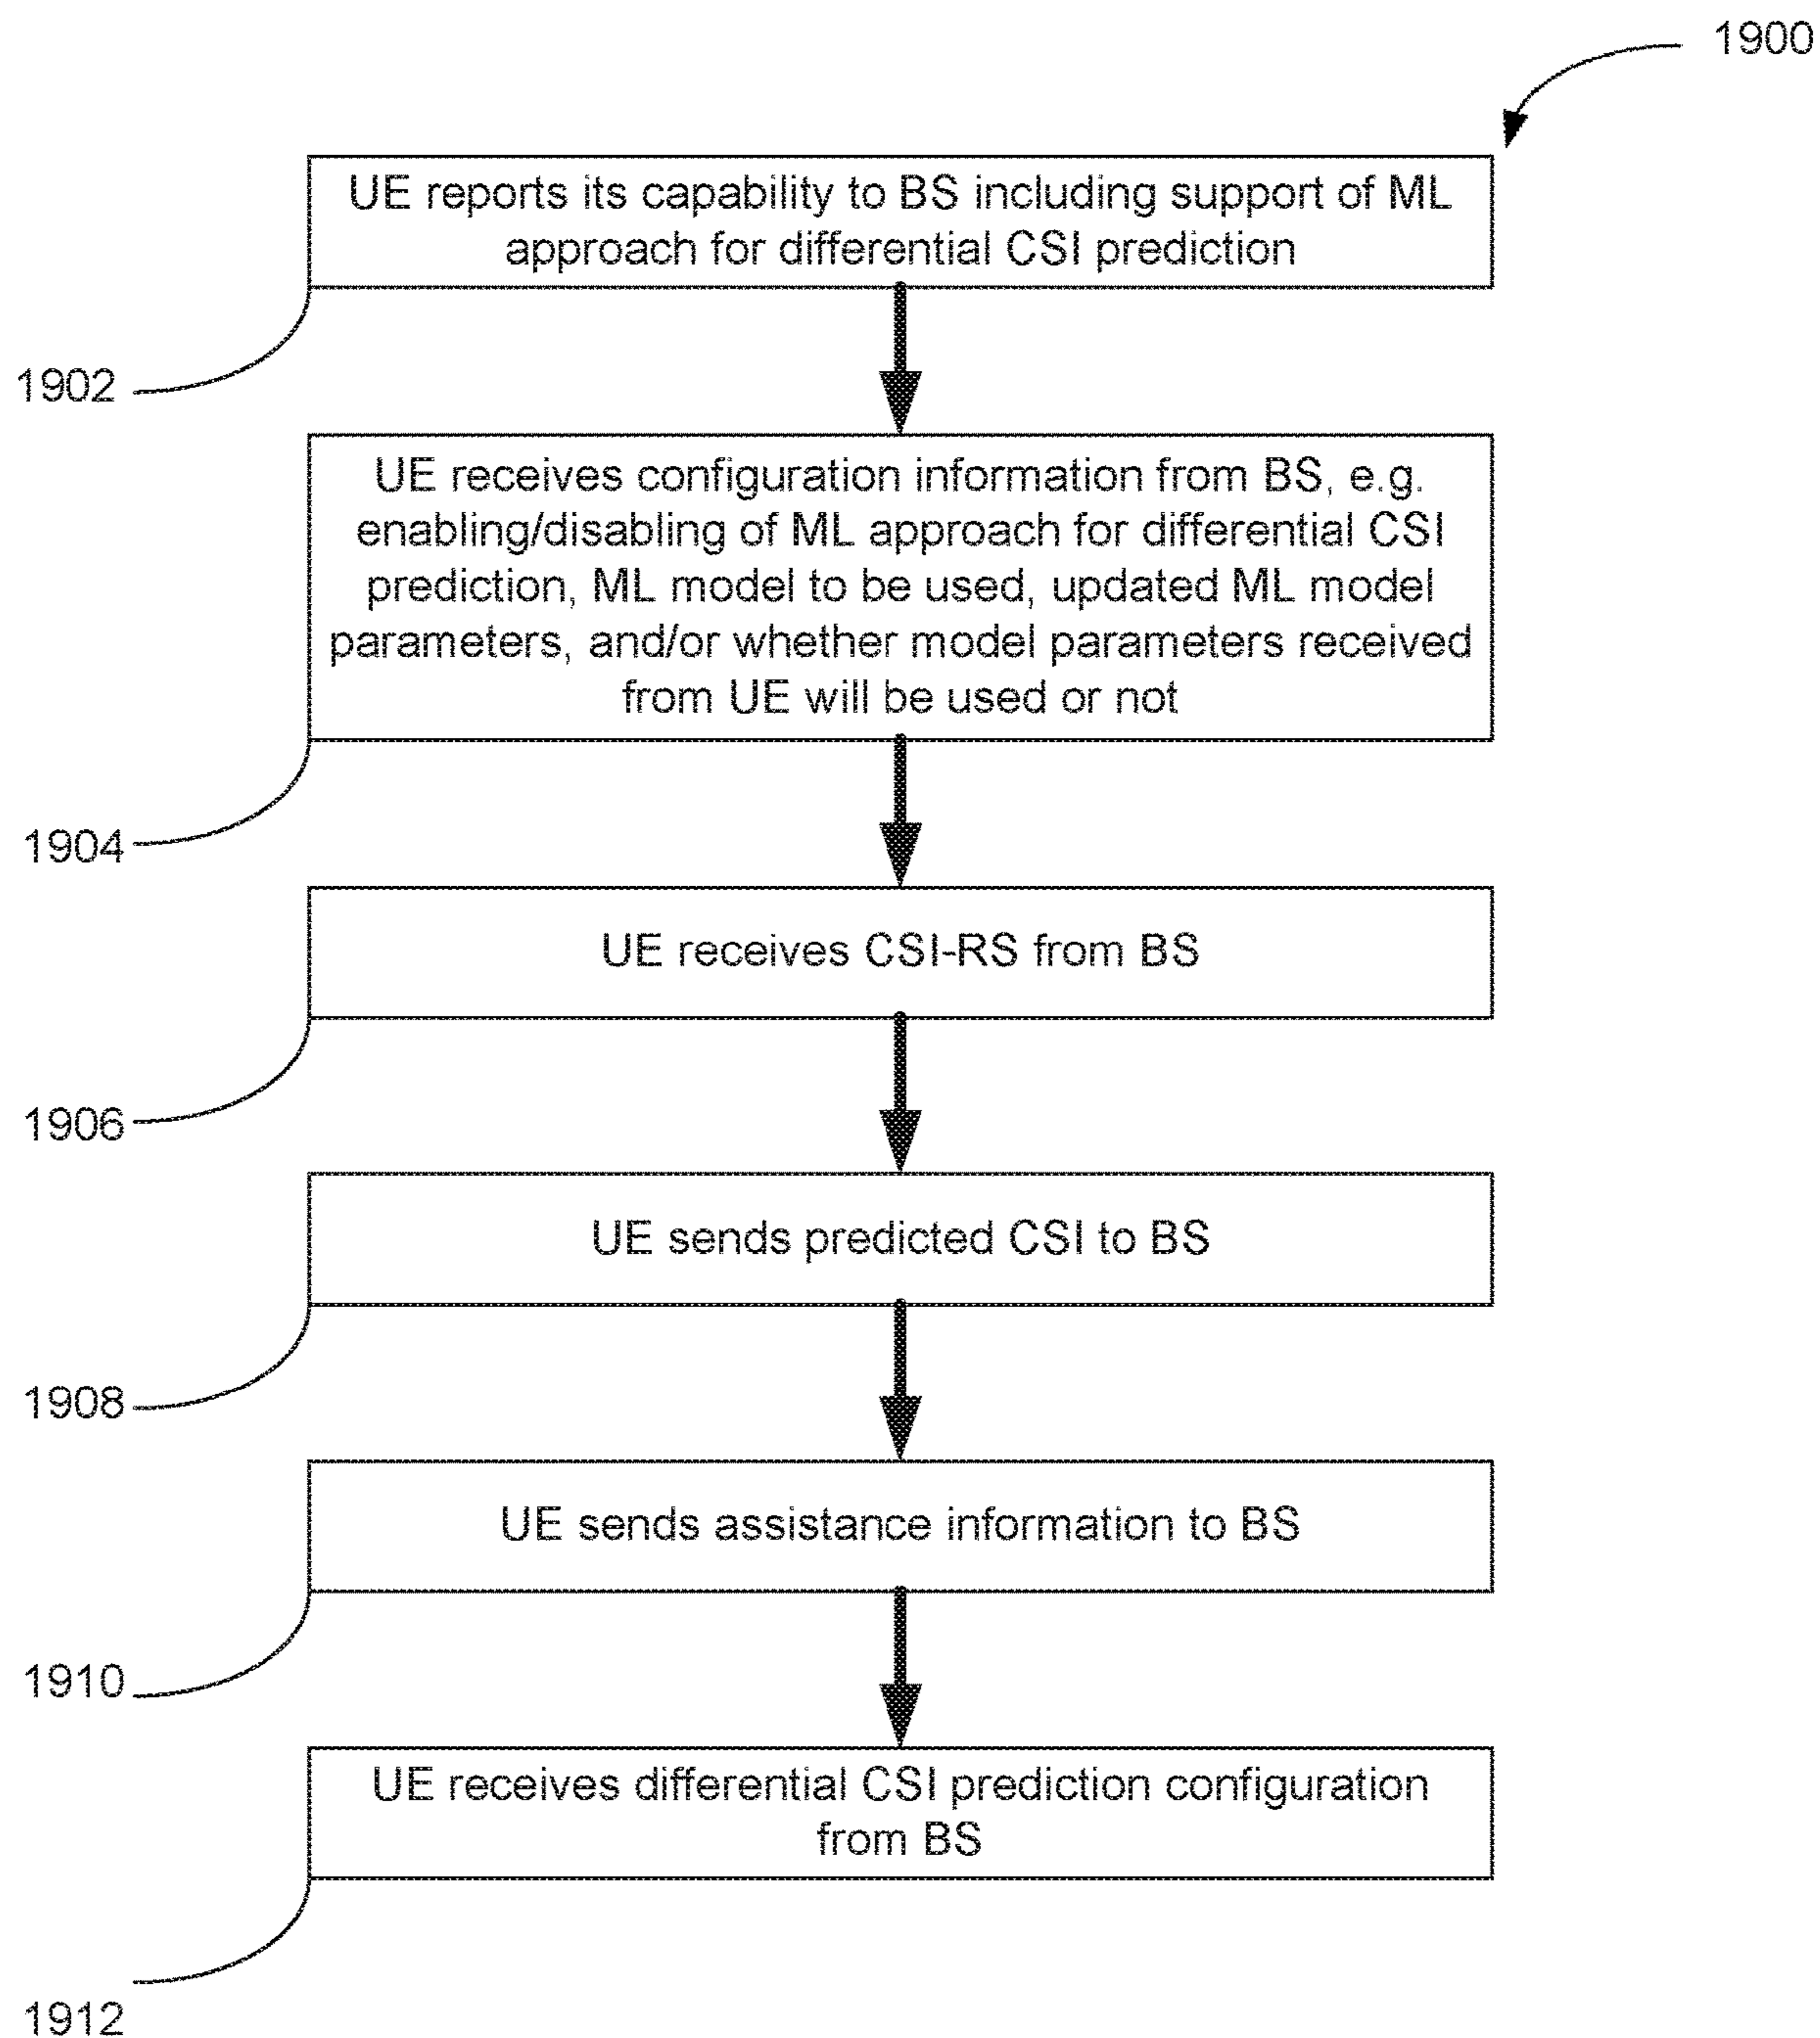 1900
UE reports its capability to BS including support of ML
approach for differential CSI prediction
1902
UE receives configuration information from BS, e.g.
enabling/disabling of ML approach for differential CSI
prediction, ML model to be used, updated ML model
parameters, and/or whether model parameters received
from UE will be used or not
1904
UE receives CSI-RS from BS
1906
UE sends predicted CSI to BS
1908
UE sends assistance information to BS
1910
UE receives differential CSI prediction configuration
from BS
1912